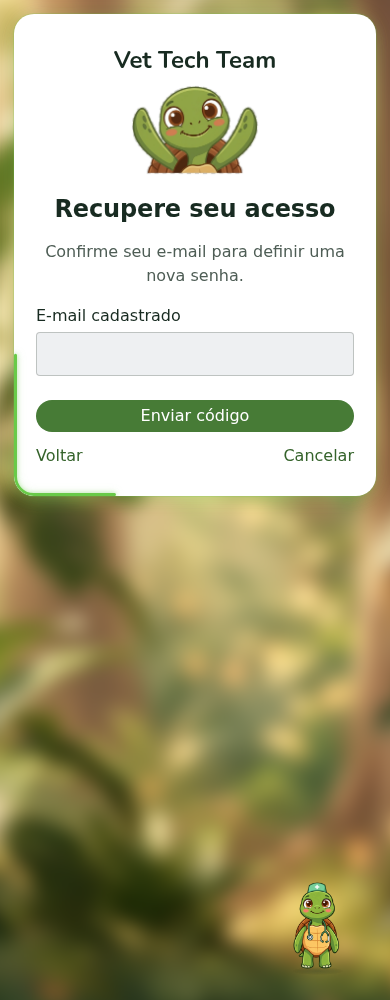 Vet Tech Team
Recupere seu acesso
Confirme seu e-mail para definir uma
nova senha.
E-mail cadastrado
Enviar código
Voltar
Cancelar